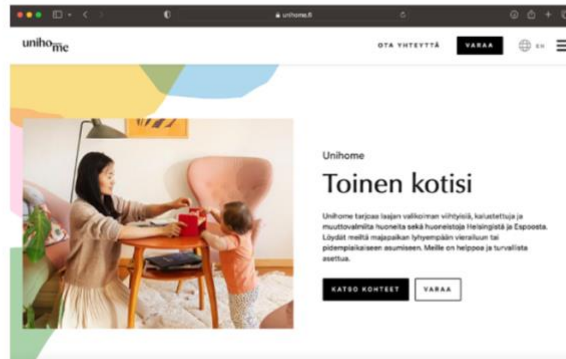 unihome.fi
unihome
OTA YHTEYTTÄ
VARAA
EN
Unihome
Toinen kotisi
Unihome tarjoaa laajan valikoiman viihtyisiä, kalustettuja ja
muuttovalmiita huoneita sekä huoneistoja Helsingistä ja Espoosta.
Löydät meiltä majapaikan lyhyempään vierailuun tai
pidempiaikaiseen asumiseen. Meille on helppoa ja turvallista
asettua.
KATSO KOHTEET
VARAA